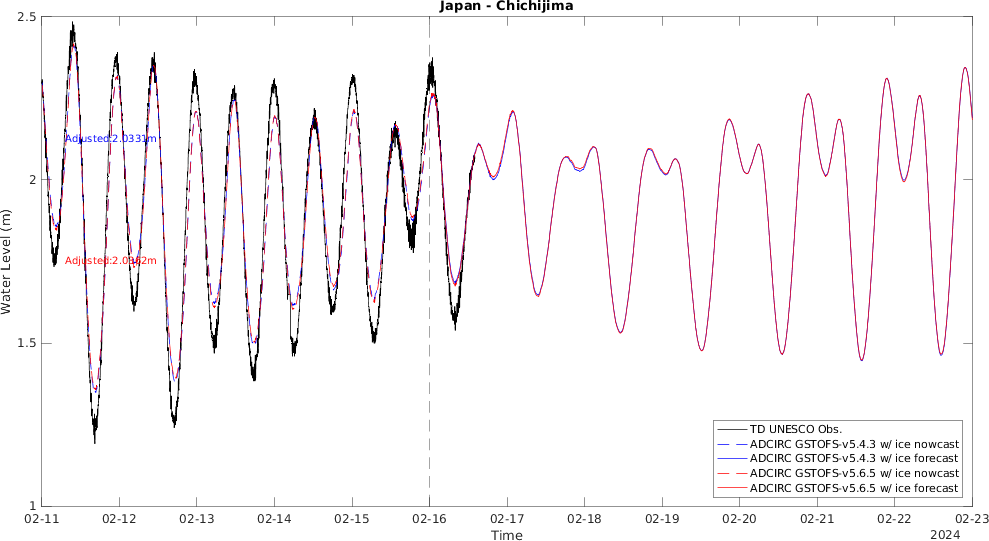 Japan - Chichijima
2.5
2
1.5
1
Water Level (m)
Adjusted:2.0331m
Adjusted:2.0362m
TD UNESCO Obs.
ADCIRC GSTOFS-v5.4.3 w/ ice nowcast
ADCIRC GSTOFS-v5.4.3 w/ ice forecast
ADCIRC GSTOFS-v5.6.5 w/ ice nowcast
ADCIRC GSTOFS-v5.6.5 w/ ice forecast
02-11 02-12 02-13 02-14 02-15 02-16 02-17 02-18 02-19 02-20 02-21 02-22 02-23
Time
2024